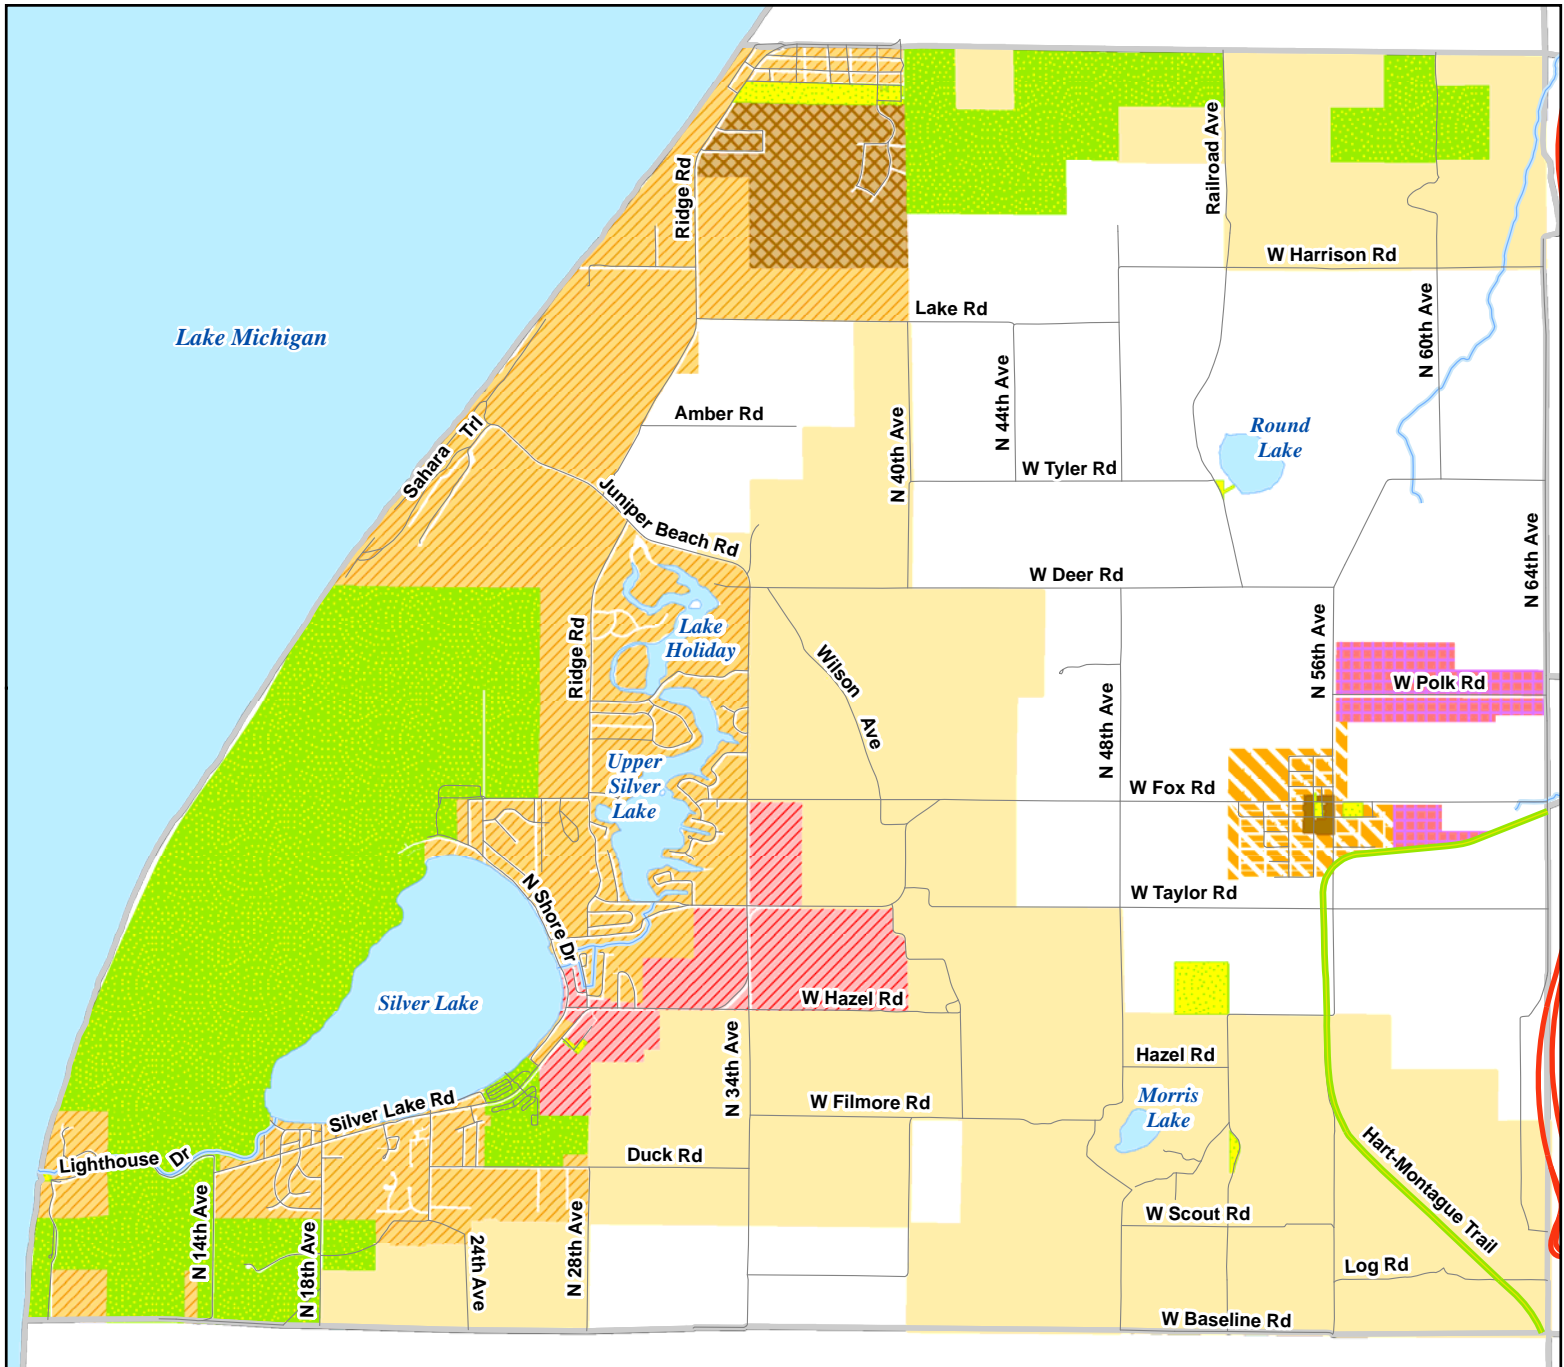 Ridge Rd
Railroad Ave
W Harrison Rd
Lake Rd
Lake Michigan
N 60th Ave
N 44th Ave
Amber Rd
N 40th Ave
Round
Lake
Sahara Trl
W Tyler Rd
Juniper Beach Rd
N 64th Ave
W Deer Rd
Lake
Holiday
Ridge Rd
Wilson Ave
N 56th Ave
W Polk Rd
N 48th Ave
Upper
Silver
Lake
W Fox Rd
W Taylor Rd
N Shore Dr
Silver Lake
W Hazel Rd
N 34th Ave
Hazel Rd
Silver Lake Rd
W Filmore Rd
Morris
Lake
Lighthouse Dr
Duck Rd
Hart-Montague Trail
N 14th Ave
N 18th Ave
24th Ave
N 28th Ave
W Scout Rd
Log Rd
W Baseline Rd